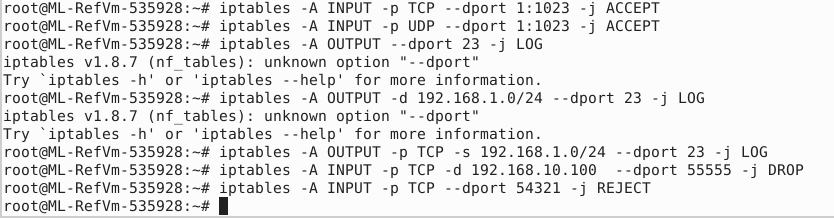 root@ML-RefVm-535928:~# iptables -A INPUT -p TCP --dport 1:1023 -j ACCEPT
root@ML-RefVm-535928:~# iptables -A INPUT -p UDP --dport 1:1023 -j ACCEPT
root@ML-RefVm-535928:~# iptables -A OUTPUT --dport 23 -j LOG
iptables v1.8.7 (nf_tables): unknown option "--dport"
Try `iptables -h' or 'iptables --help' for more information.
root@ML-RefVm-535928:~# iptables -A OUTPUT -d 192.168.1.0/24 --dport 23 -j LOG
iptables v1.8.7 (nf_tables): unknown option "--dport"
Try `iptables -h' or 'iptables --help' for more information.
root@ML-RefVm-535928:~# iptables -A OUTPUT -p TCP -s 192.168.1.0/24 --dport 23 -j LOG
root@ML-RefVm-535928:~# iptables -A INPUT -p TCP -d 192.168.10.100  --dport 55555 -j DROP
root@ML-RefVm-535928:~# iptables -A INPUT -p TCP --dport 54321 -j REJECT
root@ML-RefVm-535928:~#